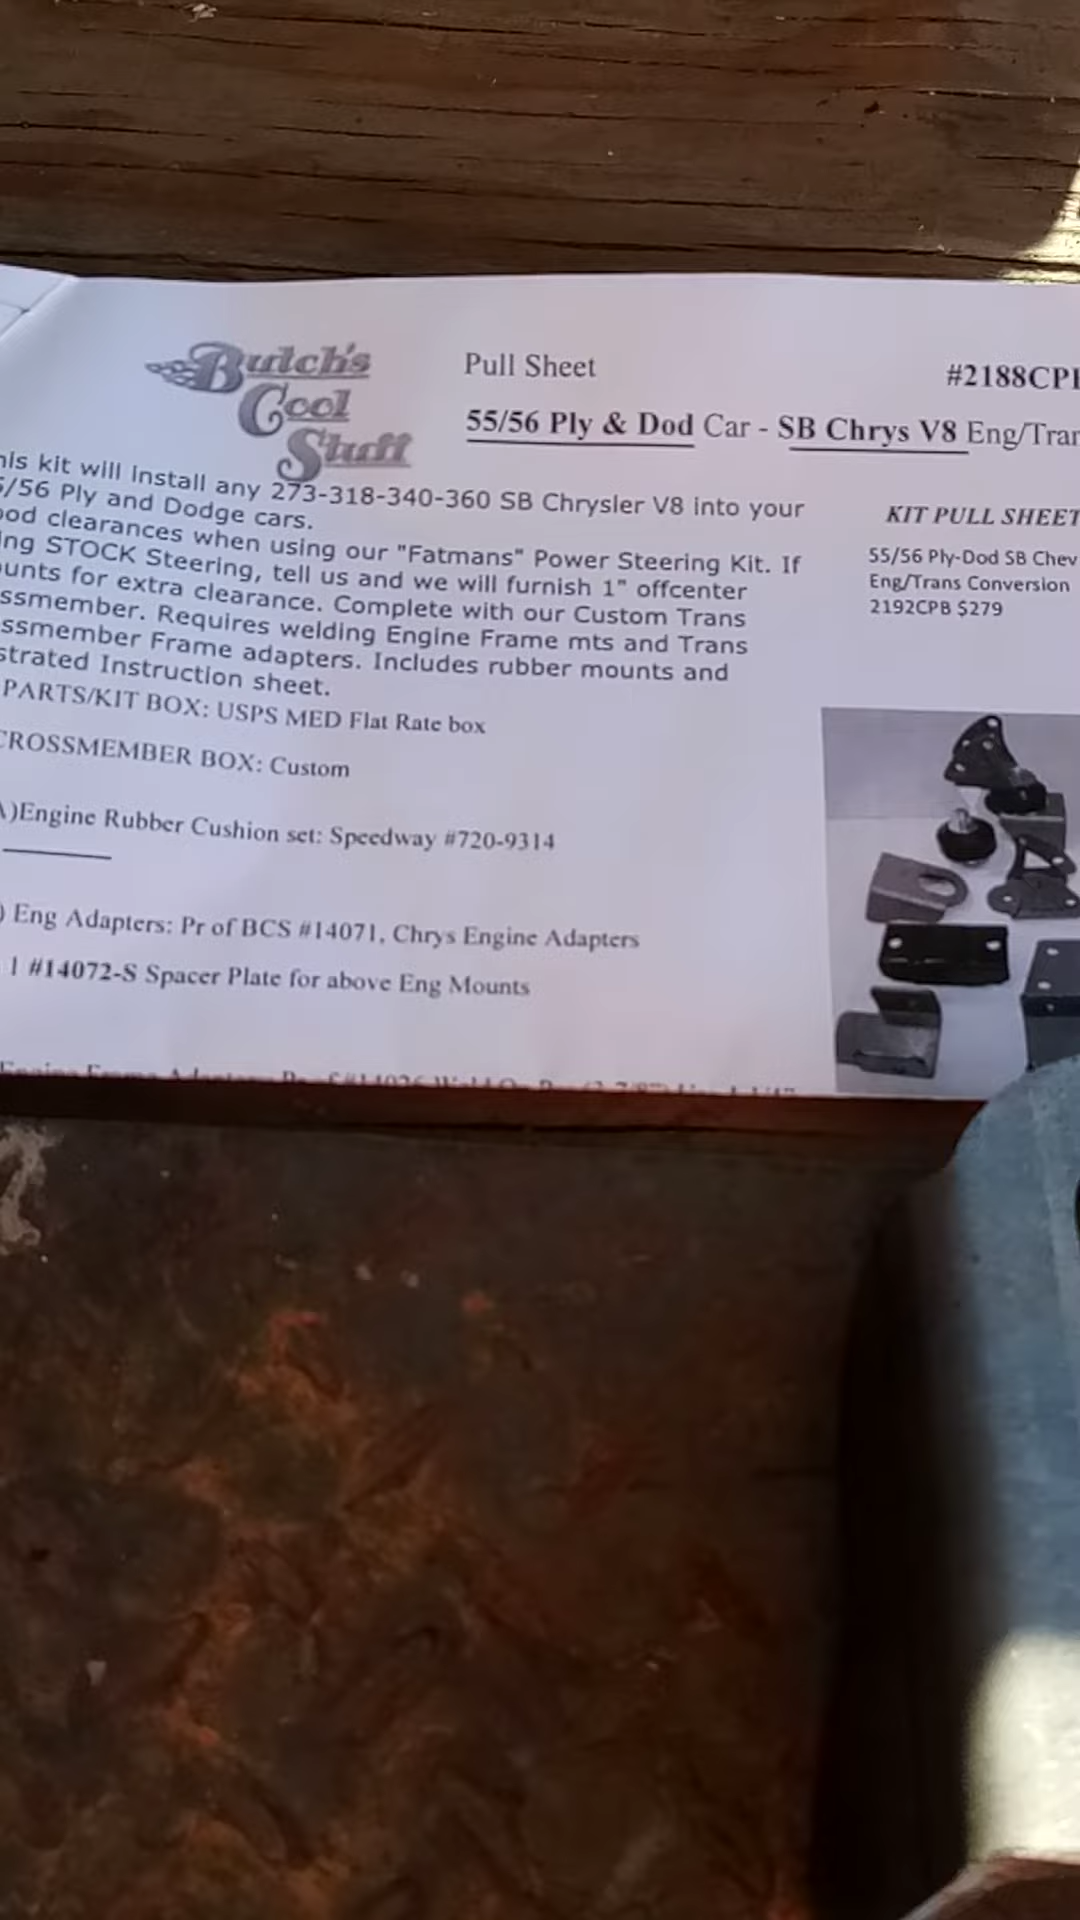 Butch's
Cool
Stuff
Pull Sheet
#2188CP
55/56 Ply & Dod Car - SB Chrys V8 Eng/Tran
his kit will install any 273-318-340-360 SB Chrysler V8 into your
5/56 Ply and Dodge cars.
ood clearances when using our "Fatmans" Power Steering Kit. If
ing STOCK Steering, tell us and we will furnish 1" offcenter
ounts for extra clearance. Complete with our Custom Trans
ssmember. Requires welding Engine Frame mts and Trans
ssmember Frame adapters. Includes rubber mounts and
strated Instruction sheet.
PARTS/KIT BOX: USPS MED Flat Rate box
CROSSMEMBER BOX: Custom
A)Engine Rubber Cushion set: Speedway #720-9314
) Eng Adapters: Pr of BCS #14071, Chrys Engine Adapters
1 #14072-S Spacer Plate for above Eng Mounts
KIT PULL SHEET
55/56 Ply-Dod SB Chev
Eng/Trans Conversion
2192CPB $279